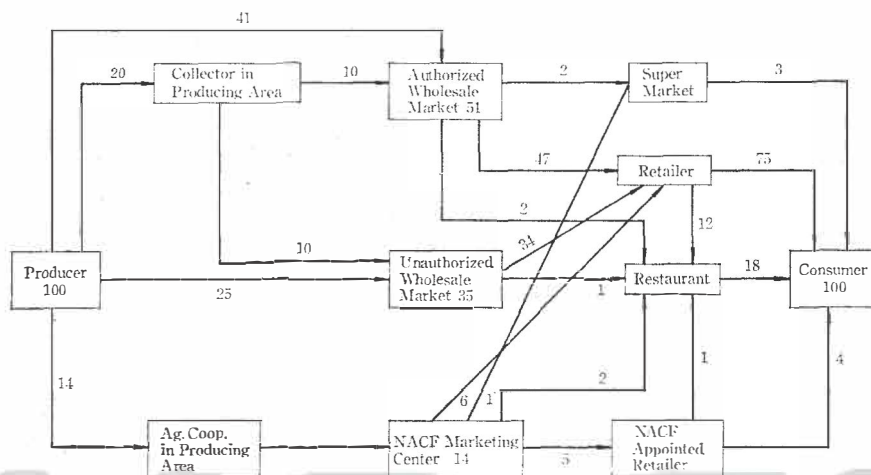 41
20
Collector in
Producing Area
10
Authorized
Wholesale
Market 51
2
Super
Market
3
47
Retailer
75
2
34
12
10
Producer
100
25
Unauthorized
Wholesale
Market 35
1
Restaurant
18
Consumer
100
14
6
1
2
1
4
Ag. Coop.
in Producing
Area
NACF Marketing
Center 14
5
NACF
Appointed
Retailer